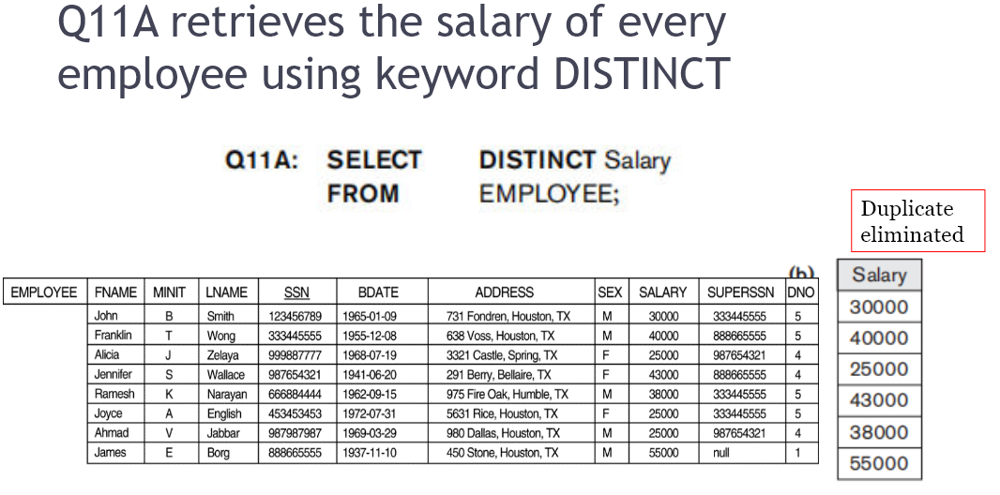 Q11A retrieves the salary of every
employee using keyword DISTINCT
Q11A: SELECT DISTINCT Salary
FROM EMPLOYEE;
Duplicate
eliminated
(b)
EMPLOYEE FNAME MINIT LNAME SSN BDATE ADDRESS SEX SALARY SUPERSSN DNO
John B Smith 123456789 1965-01-09 731 Fondren, Houston, TX M 30000 333445555 5
Franklin T Wong 333445555 1955-12-08 638 Voss, Houston, TX M 40000 888665555 5
Alicia J Zelaya 999887777 1968-07-19 3321 Castle, Spring, TX F 25000 987654321 4
Jennifer S Wallace 987654321 1941-06-20 291 Berry, Bellaire, TX F 43000 888665555 4
Ramesh K Narayan 666884444 1962-09-15 975 Fire Oak, Humble, TX M 38000 333445555 5
Joyce A English 453453453 1972-07-31 5631 Rice, Houston, TX F 25000 333445555 5
Ahmad V Jabbar 987987987 1969-03-29 980 Dallas, Houston, TX M 25000 987654321 4
James E Borg 888665555 1937-11-10 450 Stone, Houston, TX M 55000 null 1
Salary
30000
40000
25000
43000
38000
55000